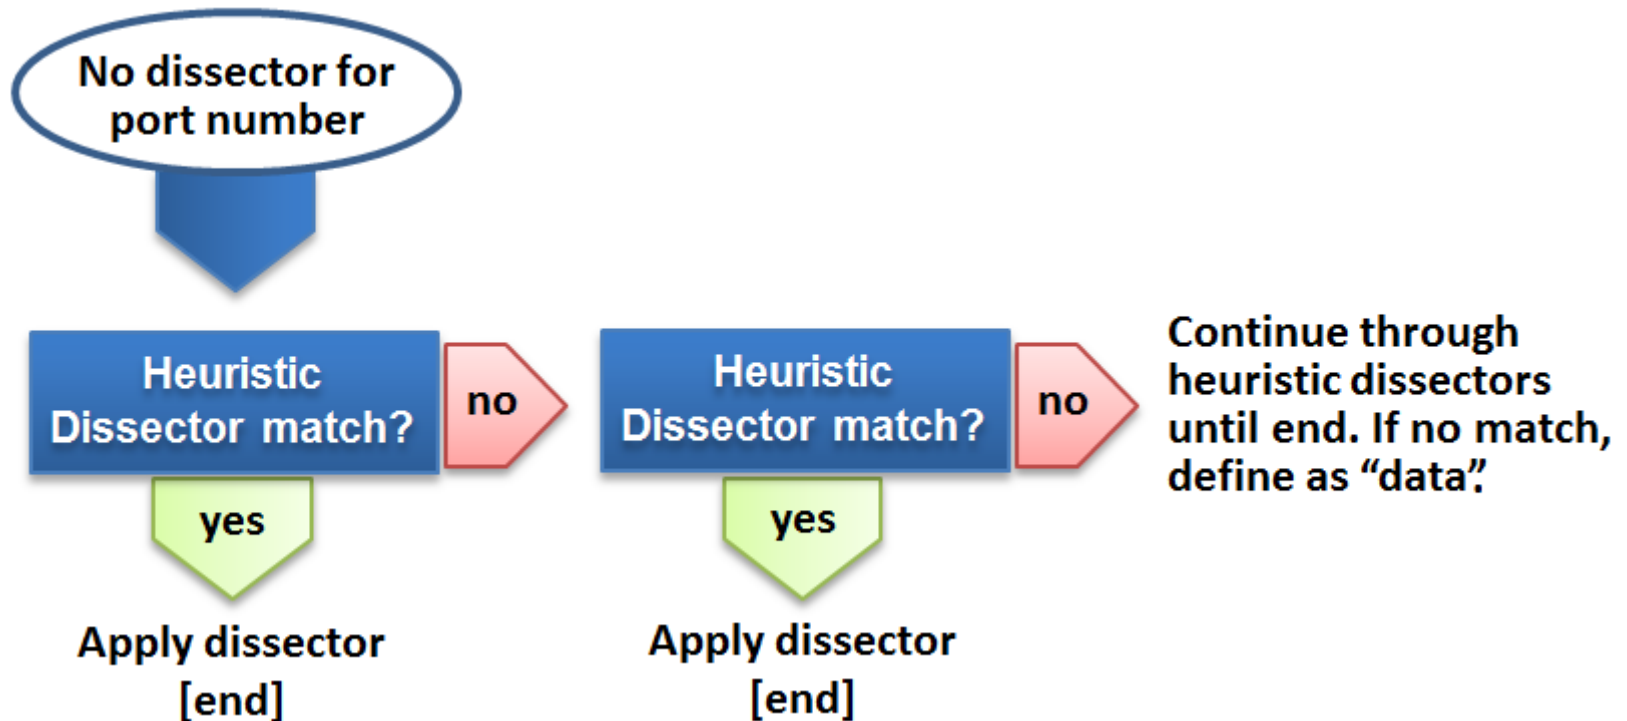 No dissector for
port number
Heuristic
Dissector match?
no
yes
Apply dissector
[end]
Heuristic
Dissector match?
no
yes
Apply dissector
[end]
Continue through
heuristic dissectors
until end. If no match,
define as “data”.